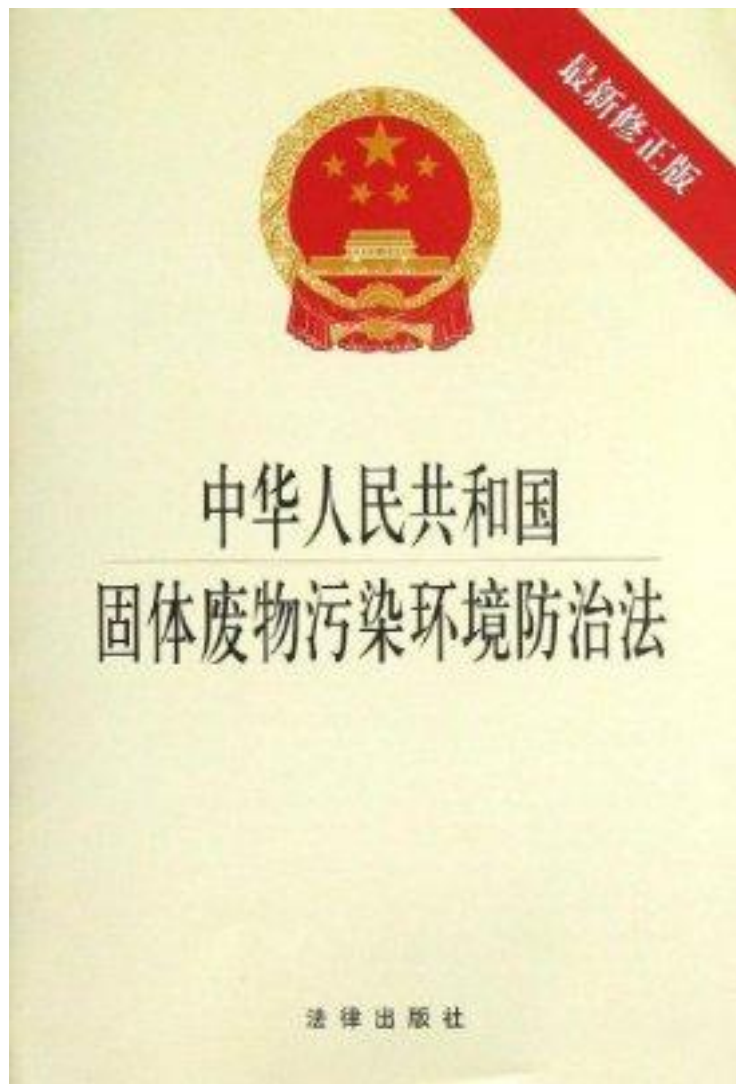 最新修正版
中华人民共和国
固体废物污染环境防治法
法律出版社